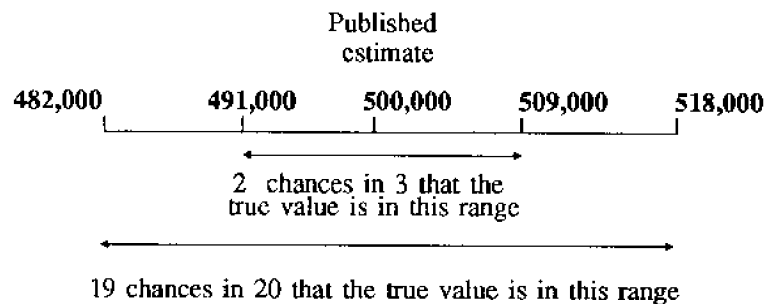 Published
estimate
482,000 491,000 500,000 509,000 518,000
2 chances in 3 that the
true value is in this range
19 chances in 20 that the true value is in this range